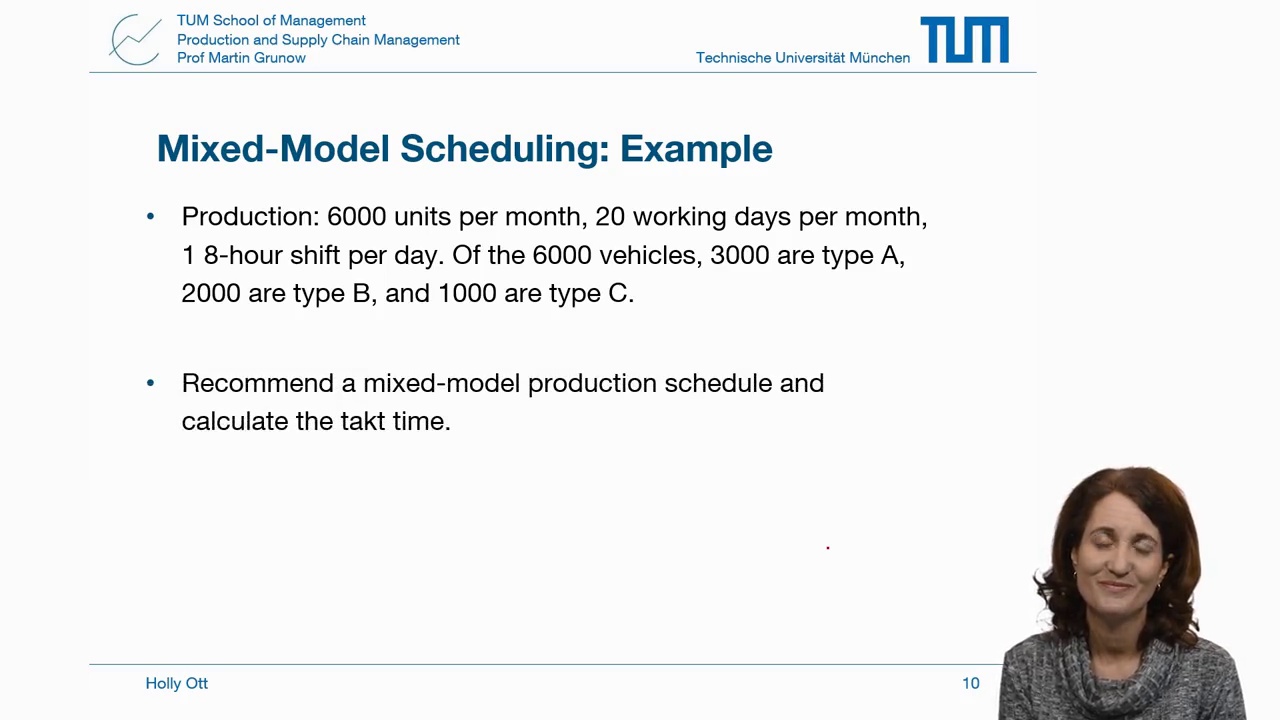 TUM School of Management
Production and Supply Chain Management
Prof Martin Grunow
Technische Universität München
TUM
Mixed-Model Scheduling: Example
• Production: 6000 units per month, 20 working days per month,
1 8-hour shift per day. Of the 6000 vehicles, 3000 are type A,
2000 are type B, and 1000 are type C.
• Recommend a mixed-model production schedule and
calculate the takt time.
Holly Ott
10